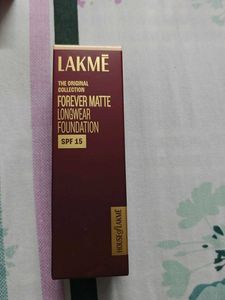 LAKMĒ
THE ORIGINAL
COLLECTION
FOREVER MATTE
LONGWEAR
FOUNDATION
SPF 15
HOUSE of LAKMĒ